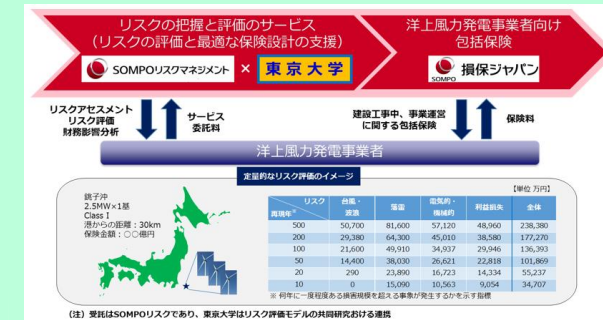 リスクの把握と評価のサービス
（リスクの評価と最適な保険設計の支援）
洋上風力発電事業者向け
包括保険
SOMPOリスクマネジメント × 東京大学
SOMPO 損保ジャパン
リスクアセスメント
リスク評価
財務影響分析
サービス
委託料
建設工事中、事業運営
に関する包括保険
保険料
洋上風力発電事業者
定量的なリスク評価のイメージ
【単位 万円】
銚子沖
2.5MW×1基
Class I
港からの距離：30km
保険金額：○○億円
リスク 再現年※ 台風・波浪 落雷 電気的・機械的 利益損失 全体
500 50,700 81,600 57,120 48,960 238,380
200 29,380 64,300 45,010 38,580 177,270
100 21,600 49,910 34,937 29,946 136,393
50 14,400 38,030 26,621 22,818 101,869
20 290 23,890 16,723 14,334 55,237
10 0 15,090 10,563 9,054 34,707
※ 何年に一度程度ある損害規模を超える事象が発生するかを示す指標
（注）受託はSOMPOリスクであり、東京大学はリスク評価モデルの共同研究における連携